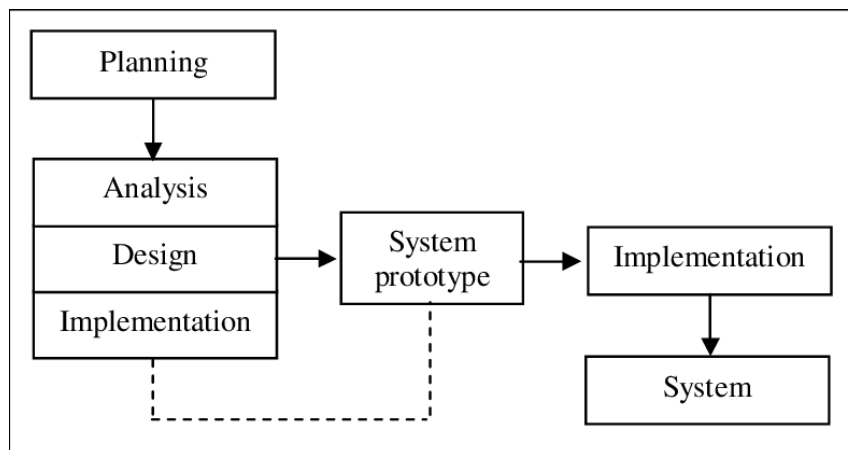 Planning
Analysis
Design
Implementation
System
prototype
Implementation
System